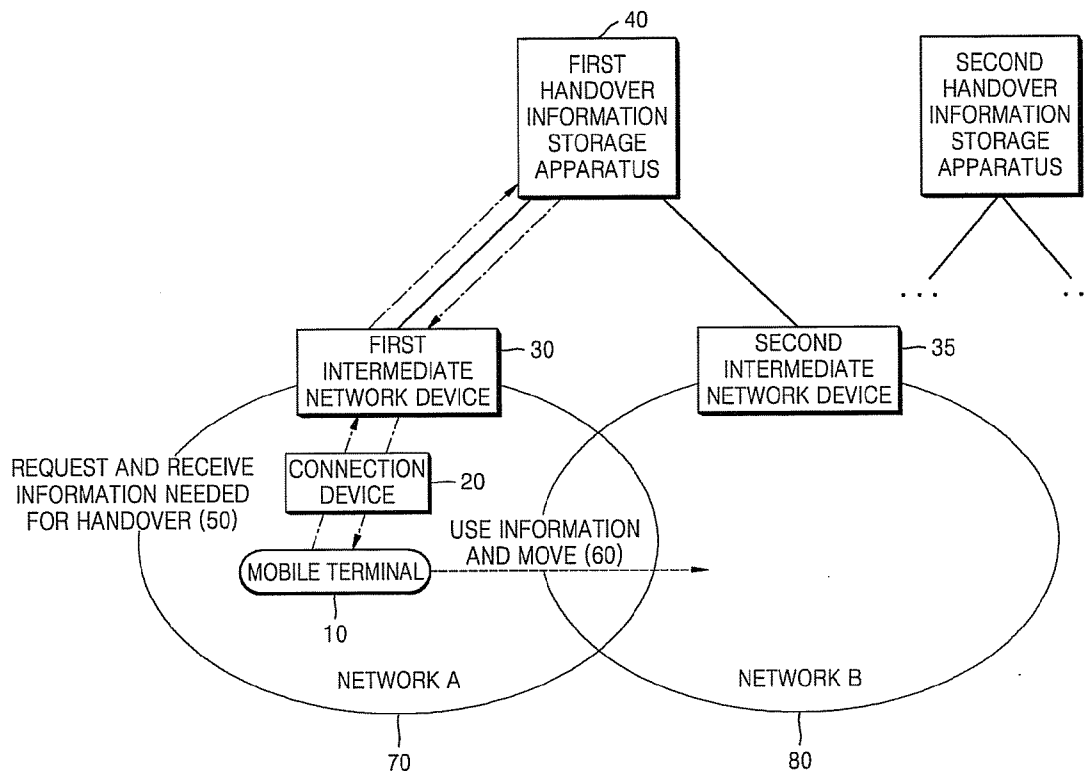 40
FIRST
HANDOVER
INFORMATION
STORAGE
APPARATUS
SECOND
HANDOVER
INFORMATION
STORAGE
APPARATUS
...
..
FIRST
INTERMEDIATE
NETWORK DEVICE
30
SECOND
INTERMEDIATE
NETWORK DEVICE
35
REQUEST AND RECEIVE
INFORMATION NEEDED
FOR HANDOVER (50)
CONNECTION
DEVICE
20
USE INFORMATION
AND MOVE (60)
MOBILE TERMINAL
10
NETWORK A
NETWORK B
70
80